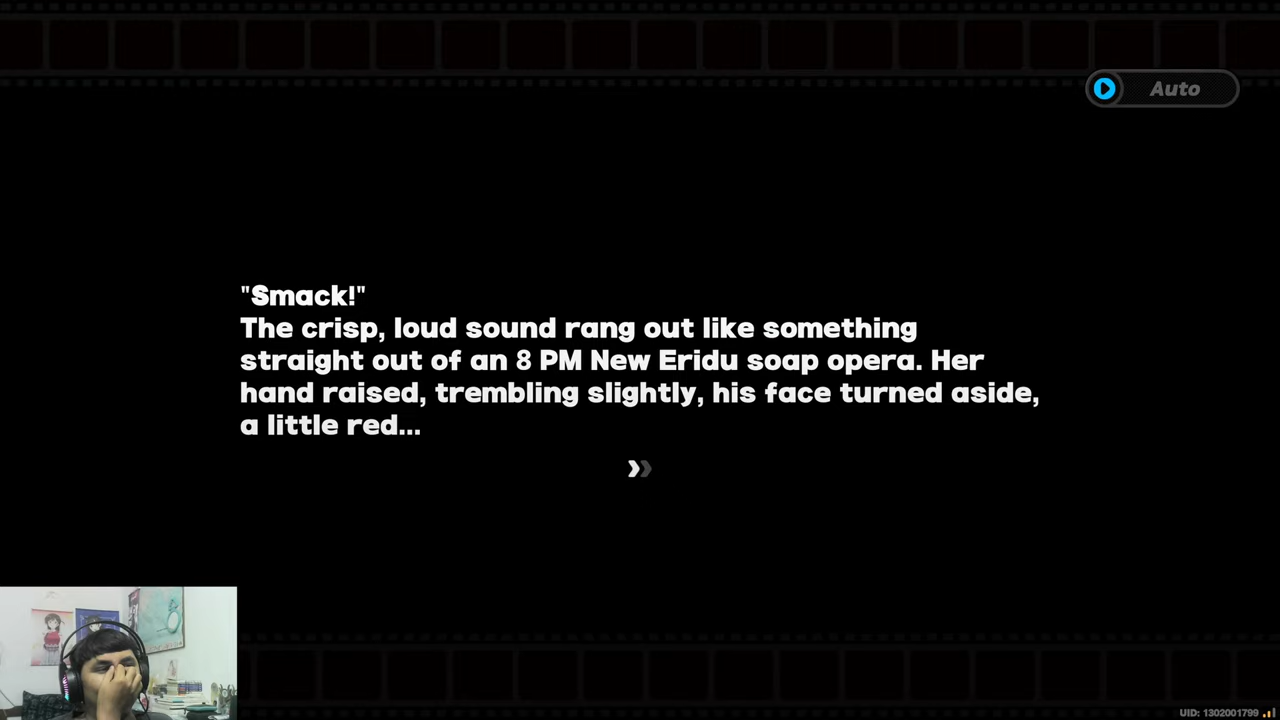 Auto
"Smack!"
The crisp, loud sound rang out like something
straight out of an 8 PM New Eridu soap opera. Her
hand raised, trembling slightly, his face turned aside,
a little red...
UID: 1302001799